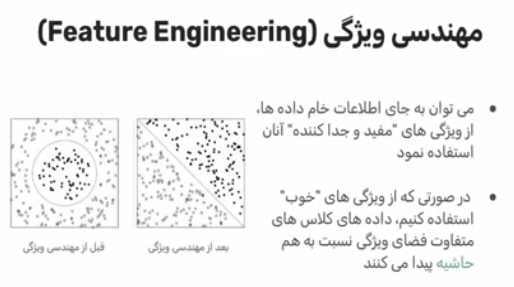 مهندسی ویژگی (Feature Engineering)
می توان به جای اطلاعات خام داده ها،
از ویژگی های "مفید و جدا کننده" آنان
استفاده نمود
در صورتی که از ویژگی های "خوب"
استفاده کنیم، داده های کلاس های
متفاوت فضای ویژگی نسبت به هم
حاشیه پیدا می کنند
بعد از مهندسی ویژگی
قبل از مهندسی ویژگی